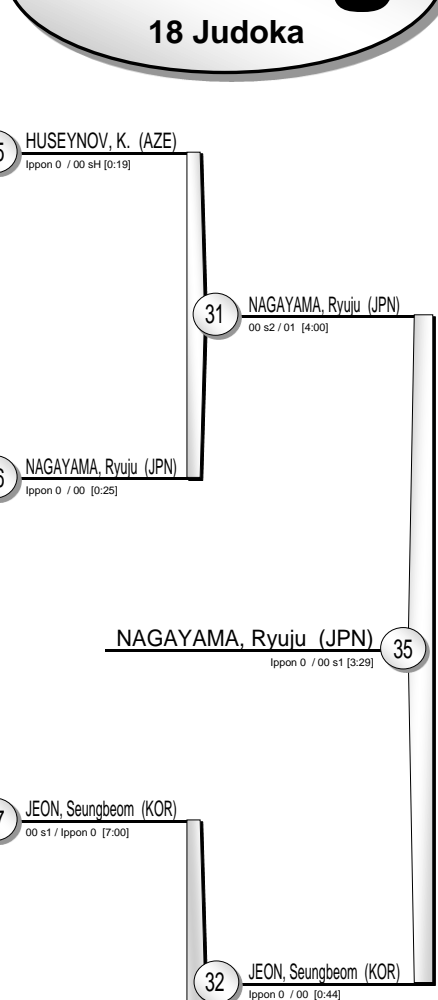 18 Judoka
HUSEYNOV, K. (AZE)
Ippon 0 / 00 sH [0:19]
31
NAGAYAMA, Ryuju (JPN)
00 s2 / 01 [4:00]
NAGAYAMA, Ryuju (JPN)
Ippon 0 / 00 [0:25]
NAGAYAMA, Ryuju (JPN)
35
Ippon 0 / 00 s1 [3:29]
JEON, Seungbeom (KOR)
00 s1 / Ippon 0 [7:00]
32
JEON, Seungbeom (KOR)
Ippon 0 / 00 [0:44]